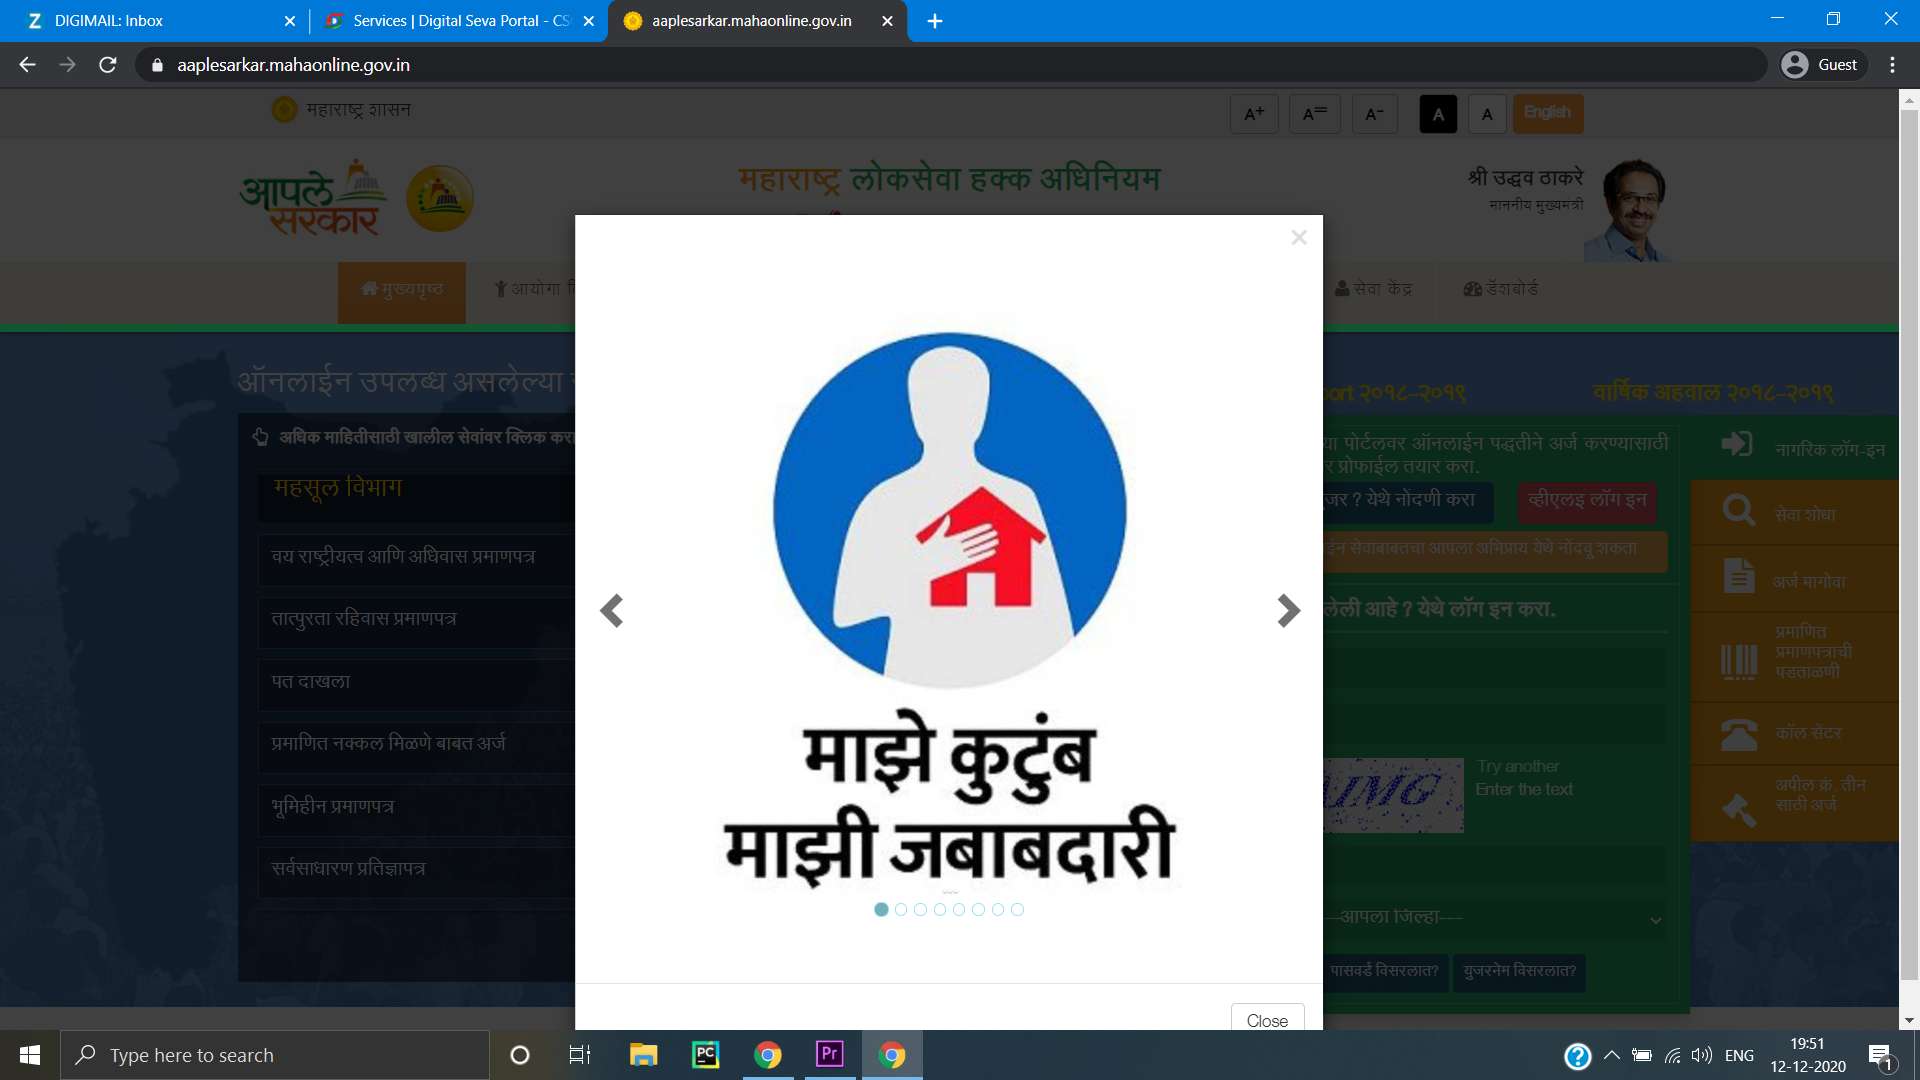 DIGIMAIL: Inbox
Services | Digital Seva Portal - CS
aaplesarkar.mahaonline.gov.in
aaplesarkar.mahaonline.gov.in
Guest
महाराष्ट्र शासन
A+
A=
A-
A
A
English
आपले
सरकार
महाराष्ट्र लोकसेवा हक्क अधिनियम
श्री उद्धव ठाकरे
माननीय मुख्यमंत्री
मुख्यपृष्ठ
आयोगा
सेवा केंद्र
डॅशबोर्ड
ऑनलाईन उपलब्ध असलेल्या
२०१८-२०१९
वार्षिक अहवाल २०१८-२०१९
अधिक माहितीसाठी खालील सेवांवर क्लिक करा
महसूल विभाग
वय राष्ट्रीयत्व आणि अधिवास प्रमाणपत्र
तात्पुरता रहिवास प्रमाणपत्र
पत दाखला
प्रमाणित नक्कल मिळणे बाबत अर्ज
भूमिहीन प्रमाणपत्र
सर्वसाधारण प्रतिज्ञापत्र
माझे कुटुंब
माझी जबाबदारी
Close
या पोर्टलवर ऑनलाईन पद्धतीने अर्ज करण्यासाठी
र प्रोफाईल तयार करा.
? येथे नोंदणी करा
व्हीएलइ लॉग इन
सेवाबाबतचा आपला अभिप्राय येथे नोंदवू शकता
आहे ? येथे लॉग इन करा.
Try another
Enter the text
आपला जिल्हा---
पासवर्ड विसरलात?
युजरनेम विसरलात?
नागरिक लॉग-इन
सेवा शोधा
अर्ज मागोवा
प्रमाणित
प्रमाणपत्राची
पडताळणी
कॉल सेंटर
अपील क्र. तीन
साठी अर्ज
Type here to search
PC
Pr
ENG
19:51
12-12-2020
1